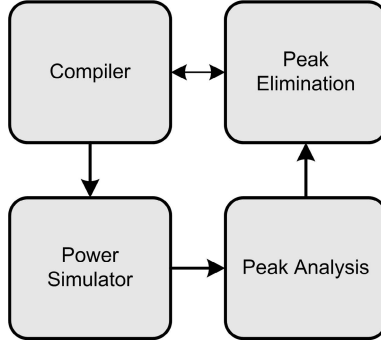 Compiler
Peak
Elimination
Power
Simulator
Peak Analysis